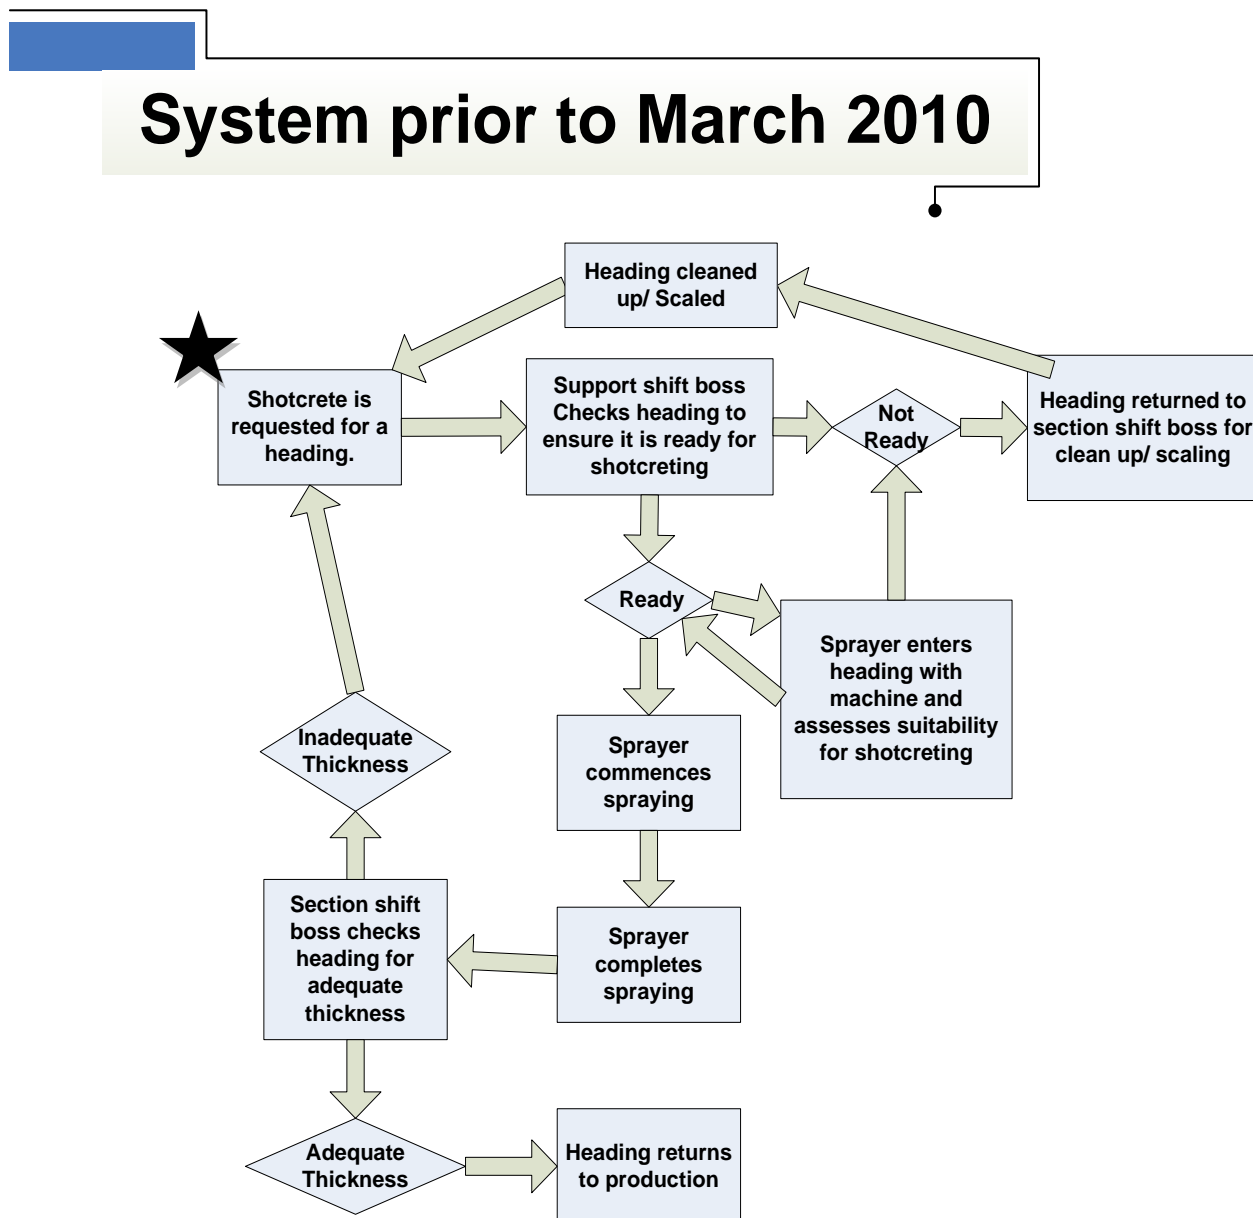 System prior to March 2010
Heading cleaned
up/ Scaled
Shotcrete is
requested for a
heading.
Support shift boss
Checks heading to
ensure it is ready for
shotcreting
Not
Ready
Heading returned to
section shift boss for
clean up/ scaling
Ready
Sprayer enters
heading with
machine and
assesses suitability
for shotcreting
Inadequate
Thickness
Sprayer
commences
spraying
Section shift
boss checks
heading for
adequate
thickness
Sprayer
completes
spraying
Adequate
Thickness
Heading returns
to production